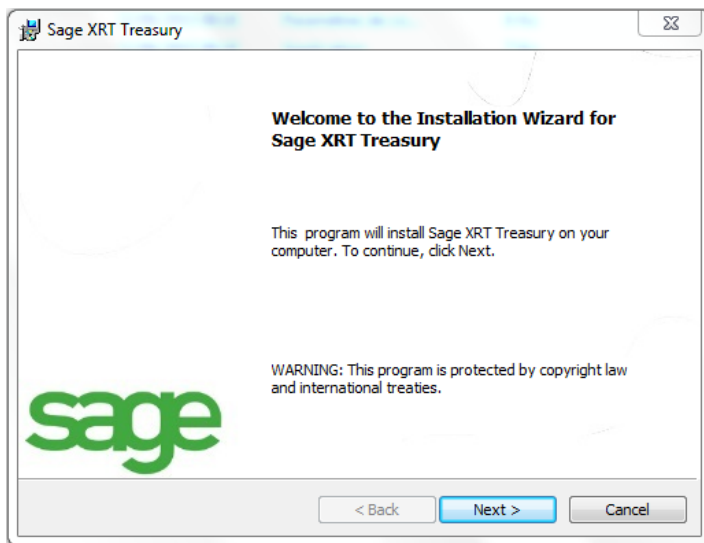 Sage XRT Treasury
Welcome to the Installation Wizard for
Sage XRT Treasury
This program will install Sage XRT Treasury on your
computer. To continue, click Next.
WARNING: This program is protected by copyright law
and international treaties.
sage
< Back
Next >
Cancel